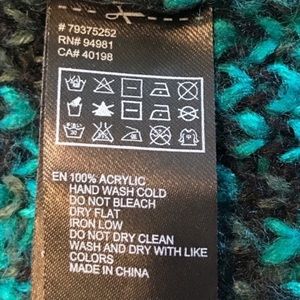 # 79375252
RN# 94981
CA# 40198
EN 100% ACRYLIC
HAND WASH COLD
DO NOT BLEACH
DRY FLAT
IRON LOW
DO NOT DRY CLEAN
WASH AND DRY WITH LIKE
COLORS
MADE IN CHINA